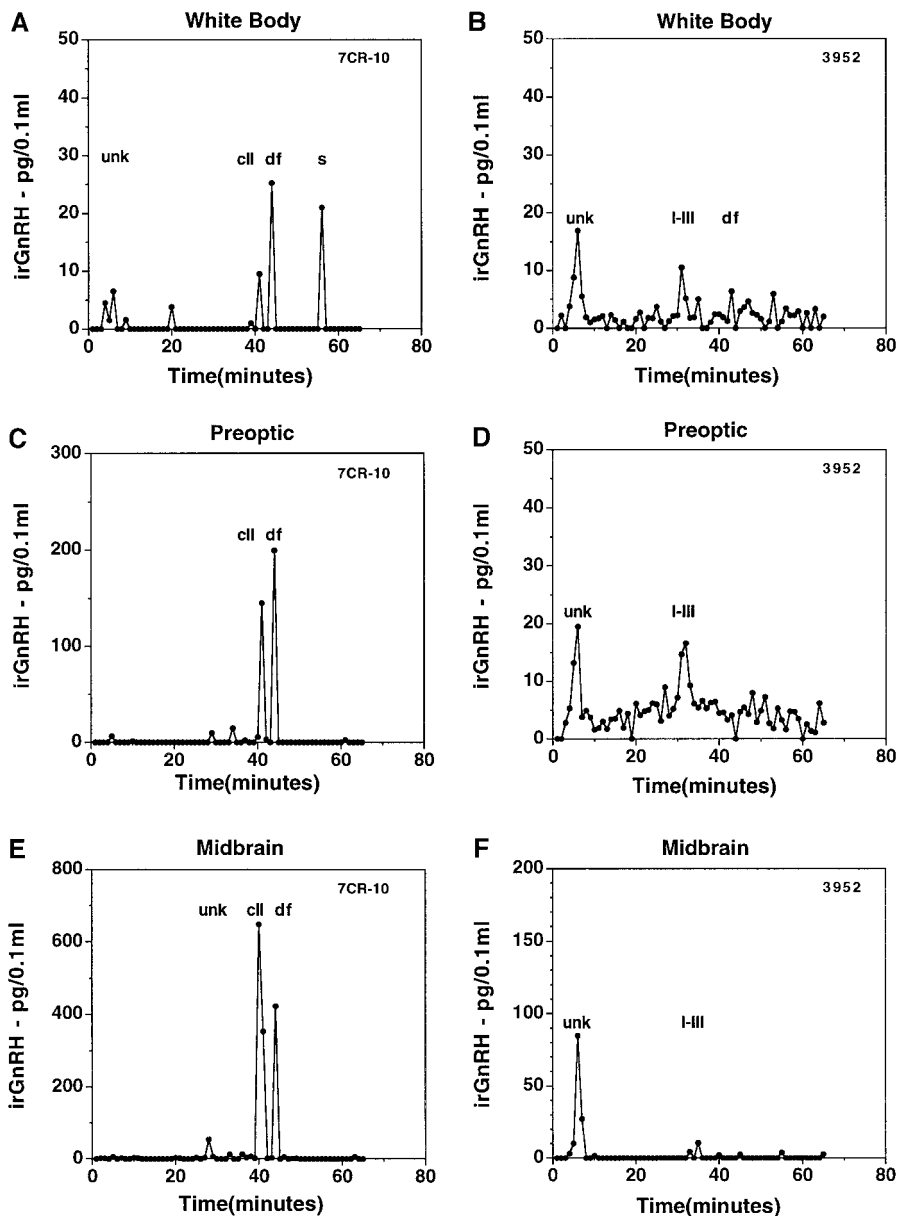 A
White Body
7CR-10
irGnRH - pg/0.1ml
50
40
30
20
10
0
unk
cII
df
s
0 20 40 60 80
Time(minutes)
B
White Body
3952
irGnRH - pg/0.1ml
50
40
30
20
10
0
unk
I-III
df
0 20 40 60 80
Time(minutes)
C
Preoptic
7CR-10
irGnRH - pg/0.1ml
300
200
100
0
cII
df
0 20 40 60 80
Time(minutes)
D
Preoptic
3952
irGnRH - pg/0.1ml
50
40
30
20
10
0
unk
I-III
0 20 40 60 80
Time(minutes)
E
Midbrain
7CR-10
irGnRH - pg/0.1ml
800
600
400
200
0
unk
cII
df
0 20 40 60 80
Time(minutes)
F
Midbrain
3952
irGnRH - pg/0.1ml
200
150
100
50
0
unk
I-III
0 20 40 60 80
Time(minutes)